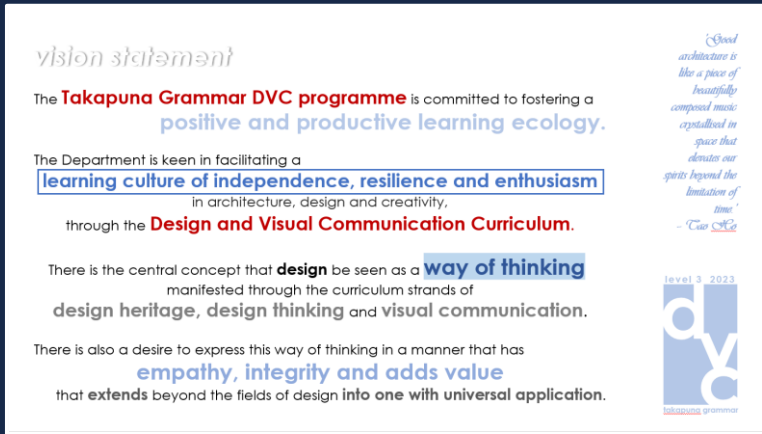 vision statement
The Takapuna Grammar DVC programme is committed to fostering a
positive and productive learning ecology.
The Department is keen in facilitating a
learning culture of independence, resilience and enthusiasm
in architecture, design and creativity,
through the Design and Visual Communication Curriculum.
There is the central concept that design be seen as a way of thinking
manifested through the curriculum strands of
design heritage, design thinking and visual communication.
There is also a desire to express this way of thinking in a manner that has
empathy, integrity and adds value
that extends beyond the fields of design into one with universal application.
'Good
architecture is
like a piece of
beautifully
composed music
crystallised in
space that
elevates our
spirits beyond the
limitation of
time.'
- Tao Ho
level 3 2023
dvc
takapuna grammar